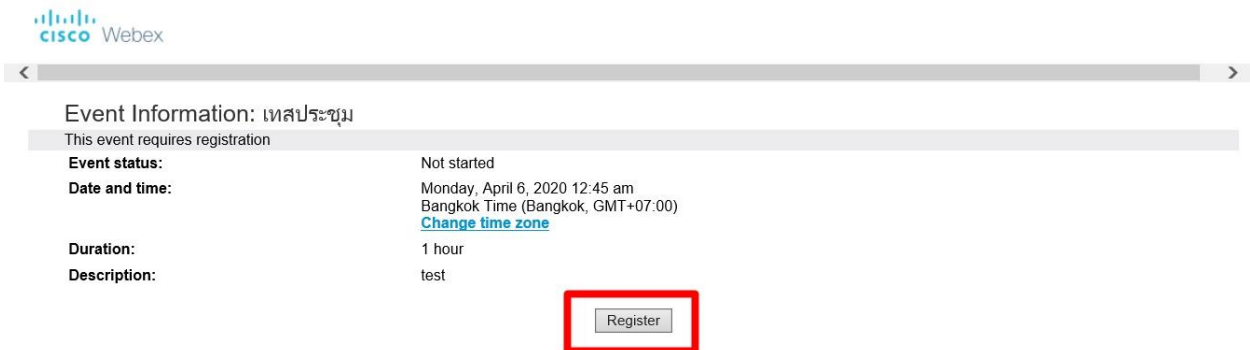 cisco Webex
Event Information: เทสประชุม
This event requires registration
Event status: Not started
Date and time: Monday, April 6, 2020 12:45 am
Bangkok Time (Bangkok, GMT+07:00)
Change time zone
Duration: 1 hour
Description: test
Register